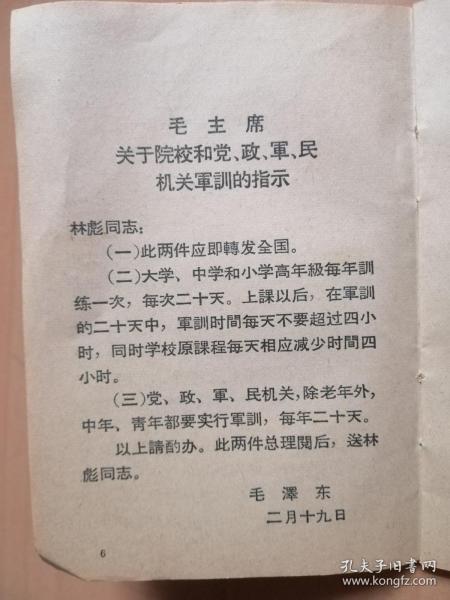 毛主席
关于院校和党、政、軍、民
机关軍訓的指示
林彪同志：
（一）此两件应即轉发全国。
（二）大学、中学和小学高年級每年訓
练一次，每次二十天。上課以后，在軍訓
的二十天中，軍訓时間每天不要超过四小
时，同时学校原課程每天相应减少时間四
小时。
（三）党、政、軍、民机关，除老年外，
中年、青年都要实行軍訓，每年二十天。
以上請酌办。此两件总理閱后，送林
彪同志。
毛澤东
二月十九日
6
孔夫子旧书网
www.kongfz.com